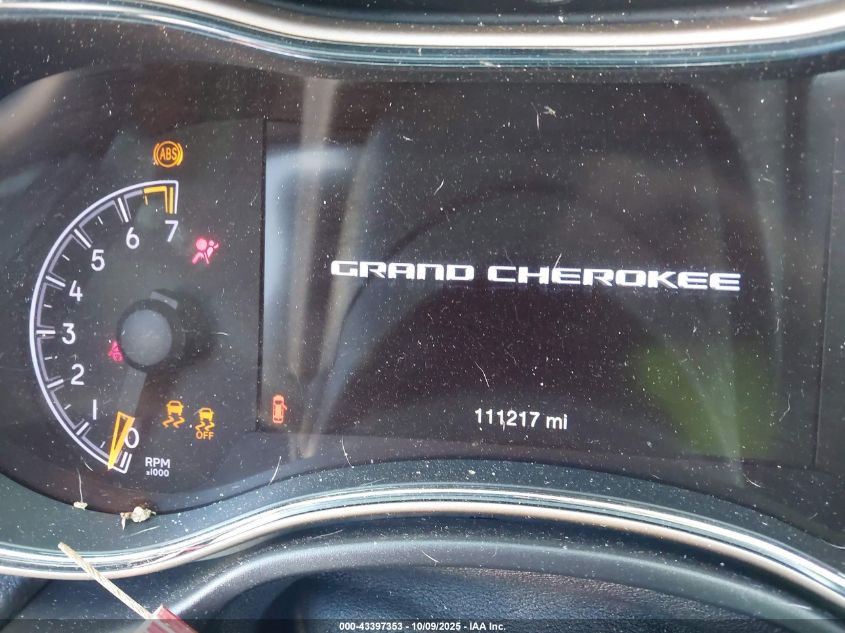 ABS
7
6
5
4
3
2
1
0
RPM
x1000
OFF
GRAND CHEROKEE
111217 mi
000-43397353 - 10/09/2025 - IAA Inc.